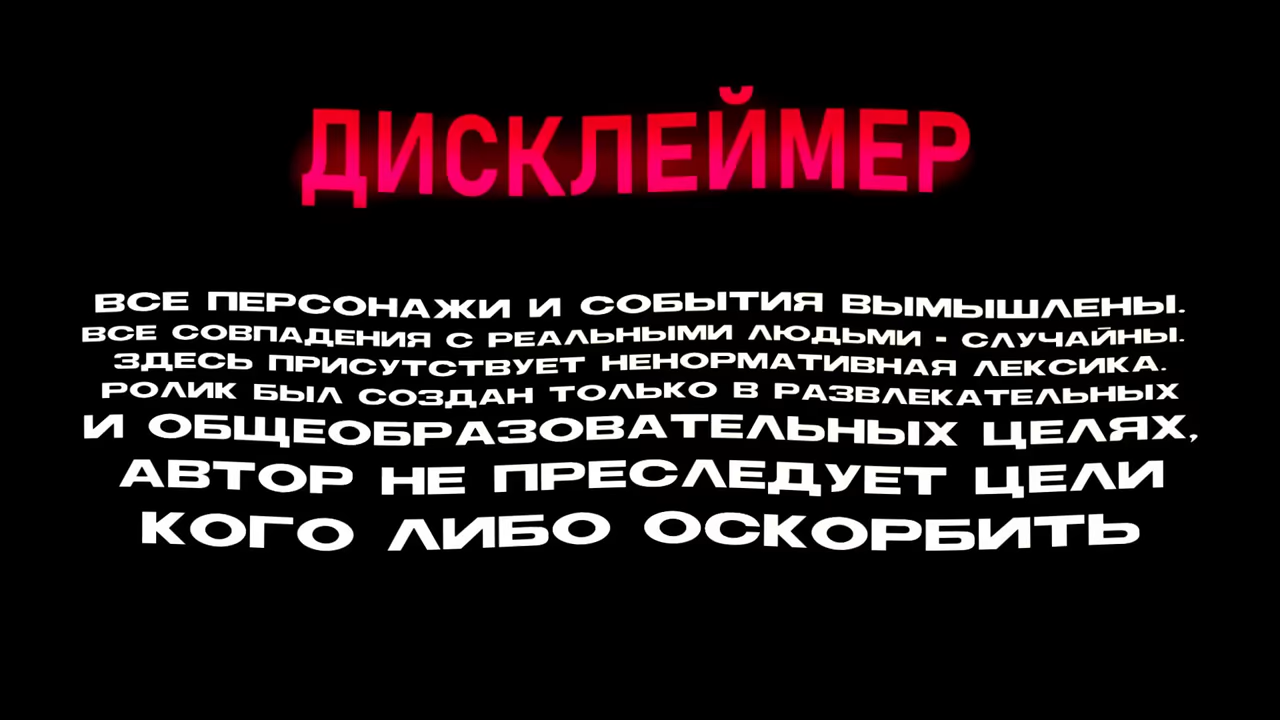 ДИСКЛЕЙМЕР
ВСЕ ПЕРСОНАЖИ И СОБЫТИЯ ВЫМЫШЛЕНЫ.
ВСЕ СОВПАДЕНИЯ С РЕАЛЬНЫМИ ЛЮДЬМИ - СЛУЧАЙНЫ.
ЗДЕСЬ ПРИСУТСТВУЕТ НЕНОРМАТИВНАЯ ЛЕКСИКА.
РОЛИК БЫЛ СОЗДАН ТОЛЬКО В РАЗВЛЕКАТЕЛЬНЫХ
И ОБЩЕОБРАЗОВАТЕЛЬНЫХ ЦЕЛЯХ,
АВТОР НЕ ПРЕСЛЕДУЕТ ЦЕЛИ
КОГО ЛИБО ОСКОРБИТЬ